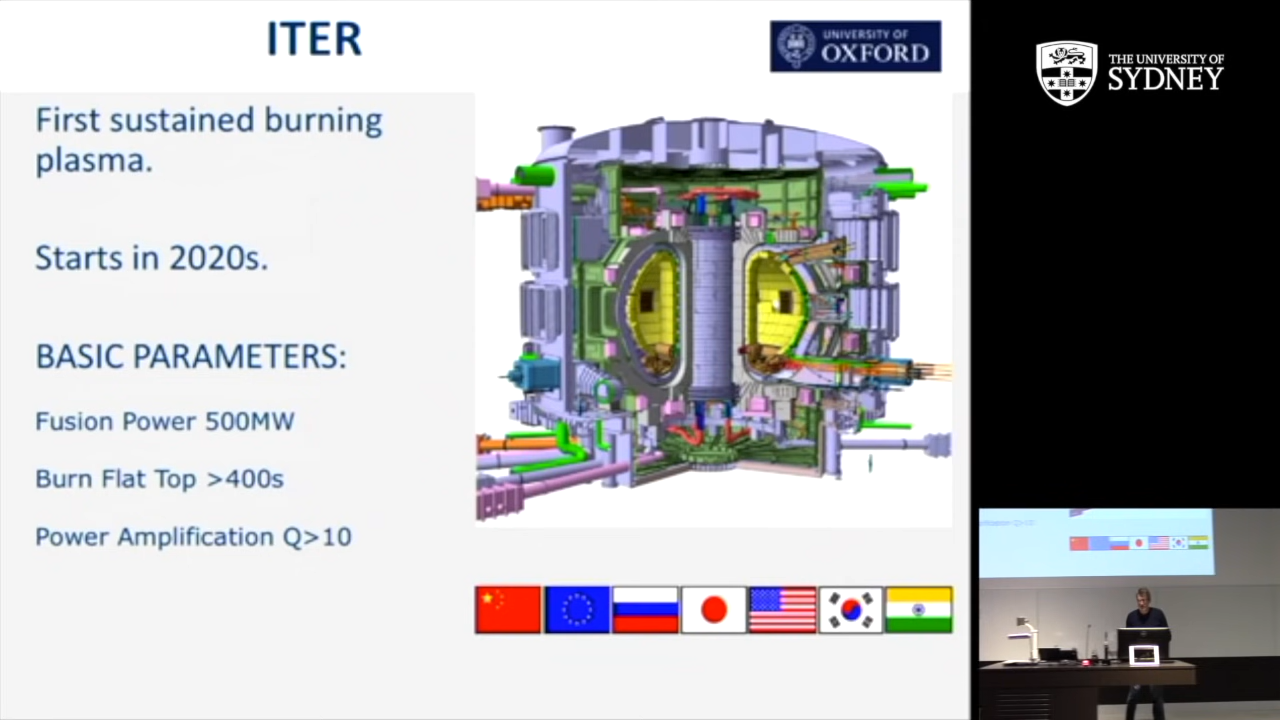 ITER
UNIVERSITY OF
OXFORD
THE UNIVERSITY OF
SYDNEY
First sustained burning
plasma.
Starts in 2020s.
BASIC PARAMETERS:
Fusion Power 500MW
Burn Flat Top >400s
Power Amplification Q>10